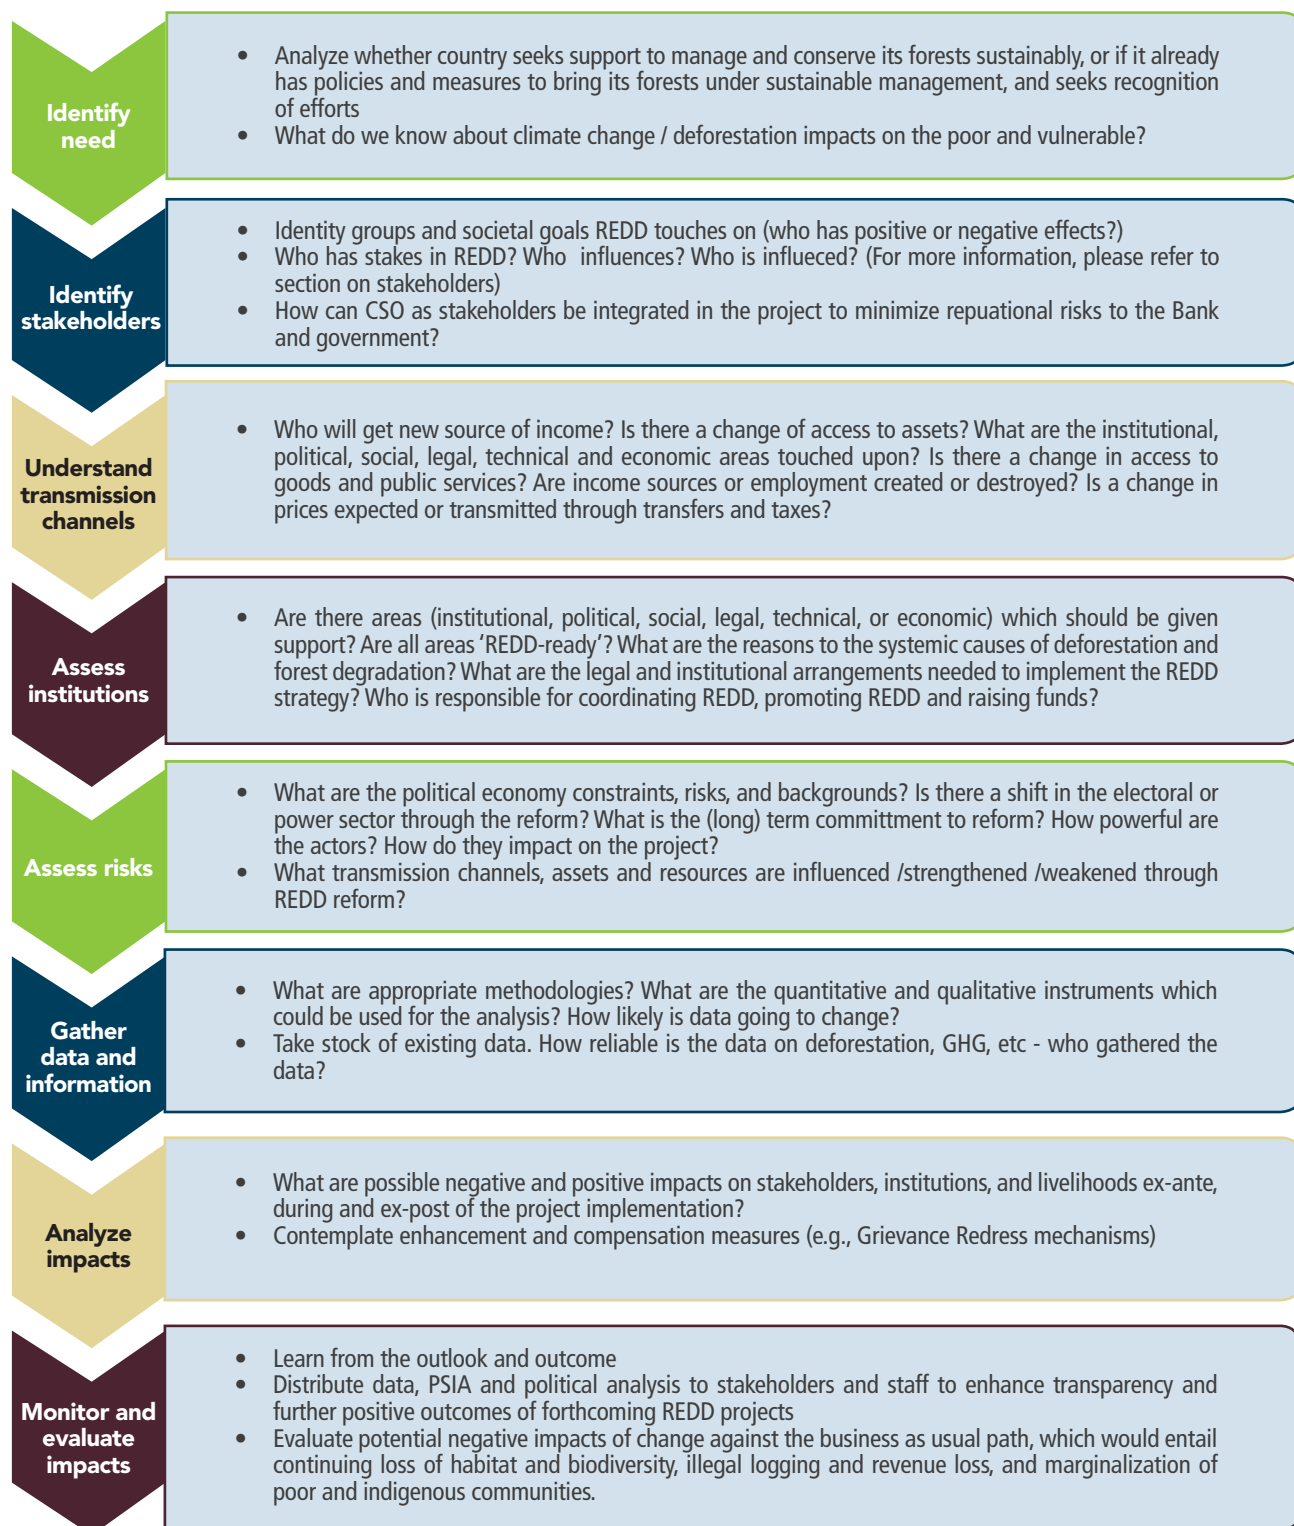 Identify
need
• Analyze whether country seeks support to manage and conserve its forests sustainably, or if it already
has policies and measures to bring its forests under sustainable management, and seeks recognition
of efforts
• What do we know about climate change / deforestation impacts on the poor and vulnerable?
Identify
stakeholders
• Identity groups and societal goals REDD touches on (who has positive or negative effects?)
• Who has stakes in REDD? Who influences? Who is influeced? (For more information, please refer to
section on stakeholders)
• How can CSO as stakeholders be integrated in the project to minimize repuational risks to the Bank
and government?
Understand
transmission
channels
• Who will get new source of income? Is there a change of access to assets? What are the institutional,
political, social, legal, technical and economic areas touched upon? Is there a change in access to
goods and public services? Are income sources or employment created or destroyed? Is a change in
prices expected or transmitted through transfers and taxes?
Assess
institutions
• Are there areas (institutional, political, social, legal, technical, or economic) which should be given
support? Are all areas ‘REDD-ready’? What are the reasons to the systemic causes of deforestation and
forest degradation? What are the legal and institutional arrangements needed to implement the REDD
strategy? Who is responsible for coordinating REDD, promoting REDD and raising funds?
Assess risks
• What are the political economy constraints, risks, and backgrounds? Is there a shift in the electoral or
power sector through the reform? What is the (long) term committment to reform? How powerful are
the actors? How do they impact on the project?
• What transmission channels, assets and resources are influenced /strengthened /weakened through
REDD reform?
Gather
data and
information
• What are appropriate methodologies? What are the quantitative and qualitative instruments which
could be used for the analysis? How likely is data going to change?
• Take stock of existing data. How reliable is the data on deforestation, GHG, etc - who gathered the
data?
Analyze
impacts
• What are possible negative and positive impacts on stakeholders, institutions, and livelihoods ex-ante,
during and ex-post of the project implementation?
• Contemplate enhancement and compensation measures (e.g., Grievance Redress mechanisms)
Monitor and
evaluate
impacts
• Learn from the outlook and outcome
• Distribute data, PSIA and political analysis to stakeholders and staff to enhance transparency and
further positive outcomes of forthcoming REDD projects
• Evaluate potential negative impacts of change against the business as usual path, which would entail
continuing loss of habitat and biodiversity, illegal logging and revenue loss, and marginalization of
poor and indigenous communities.